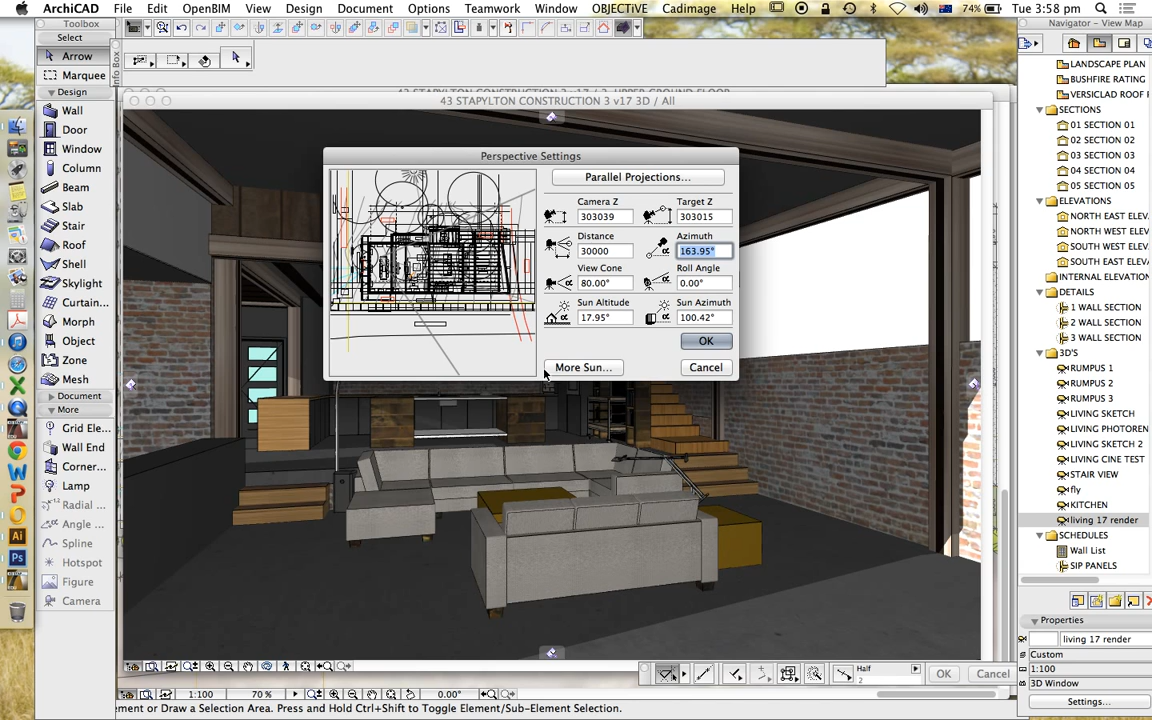 ArchiCAD File Edit OpenBIM View Design Document Options Teamwork Window OBJECTiVE Cadimage Help 74% Tue 3:58 pm
Select
Arrow
Marquee
Design
Wall
Door
Window
Column
Beam
Slab
Stair
Roof
Shell
Skylight
Curtain...
Morph
Object
Zone
Mesh
Document
More
Grid Ele...
Wall End
Corner...
Lamp
Radial ...
Angle ...
Spline
Hotspot
Figure
Camera
Info Box
43 STAPYLTON CONSTRUCTION 3 v17 3D / All
Perspective Settings
Parallel Projections...
Camera Z Target Z
303039 303015
Distance Azimuth
30000 163.95°
View Cone Roll Angle
80.00° 0.00°
Sun Altitude Sun Azimuth
17.95° 100.42°
OK
More Sun... Cancel
Navigator - View Map
LANDSCAPE PLAN
BUSHFIRE RATING
VERSICLAD ROOF
SECTIONS
01 SECTION 01
02 SECTION 02
03 SECTION 03
04 SECTION 04
05 SECTION 05
ELEVATIONS
NORTH EAST ELEV
NORTH WEST ELE
SOUTH WEST ELE
SOUTH EAST ELEV
INTERNAL ELEVATIO
DETAILS
1 WALL SECTION
2 WALL SECTION
3 WALL SECTION
3D'S
RUMPUS 1
RUMPUS 2
RUMPUS 3
LIVING SKETCH
LIVING PHOTOREN
LIVING SKETCH 2
LIVING CINE TEST
STAIR VIEW
fly
KITCHEN
living 17 render
SCHEDULES
Wall List
SIP PANELS
Properties
living 17 render
Custom
1:100
3D Window
Settings...
Half
2
OK Cancel
1:100 70 % 0.00°
ement or Draw a Selection Area. Press and Hold Ctrl+Shift to Toggle Element/Sub-Element Selection.